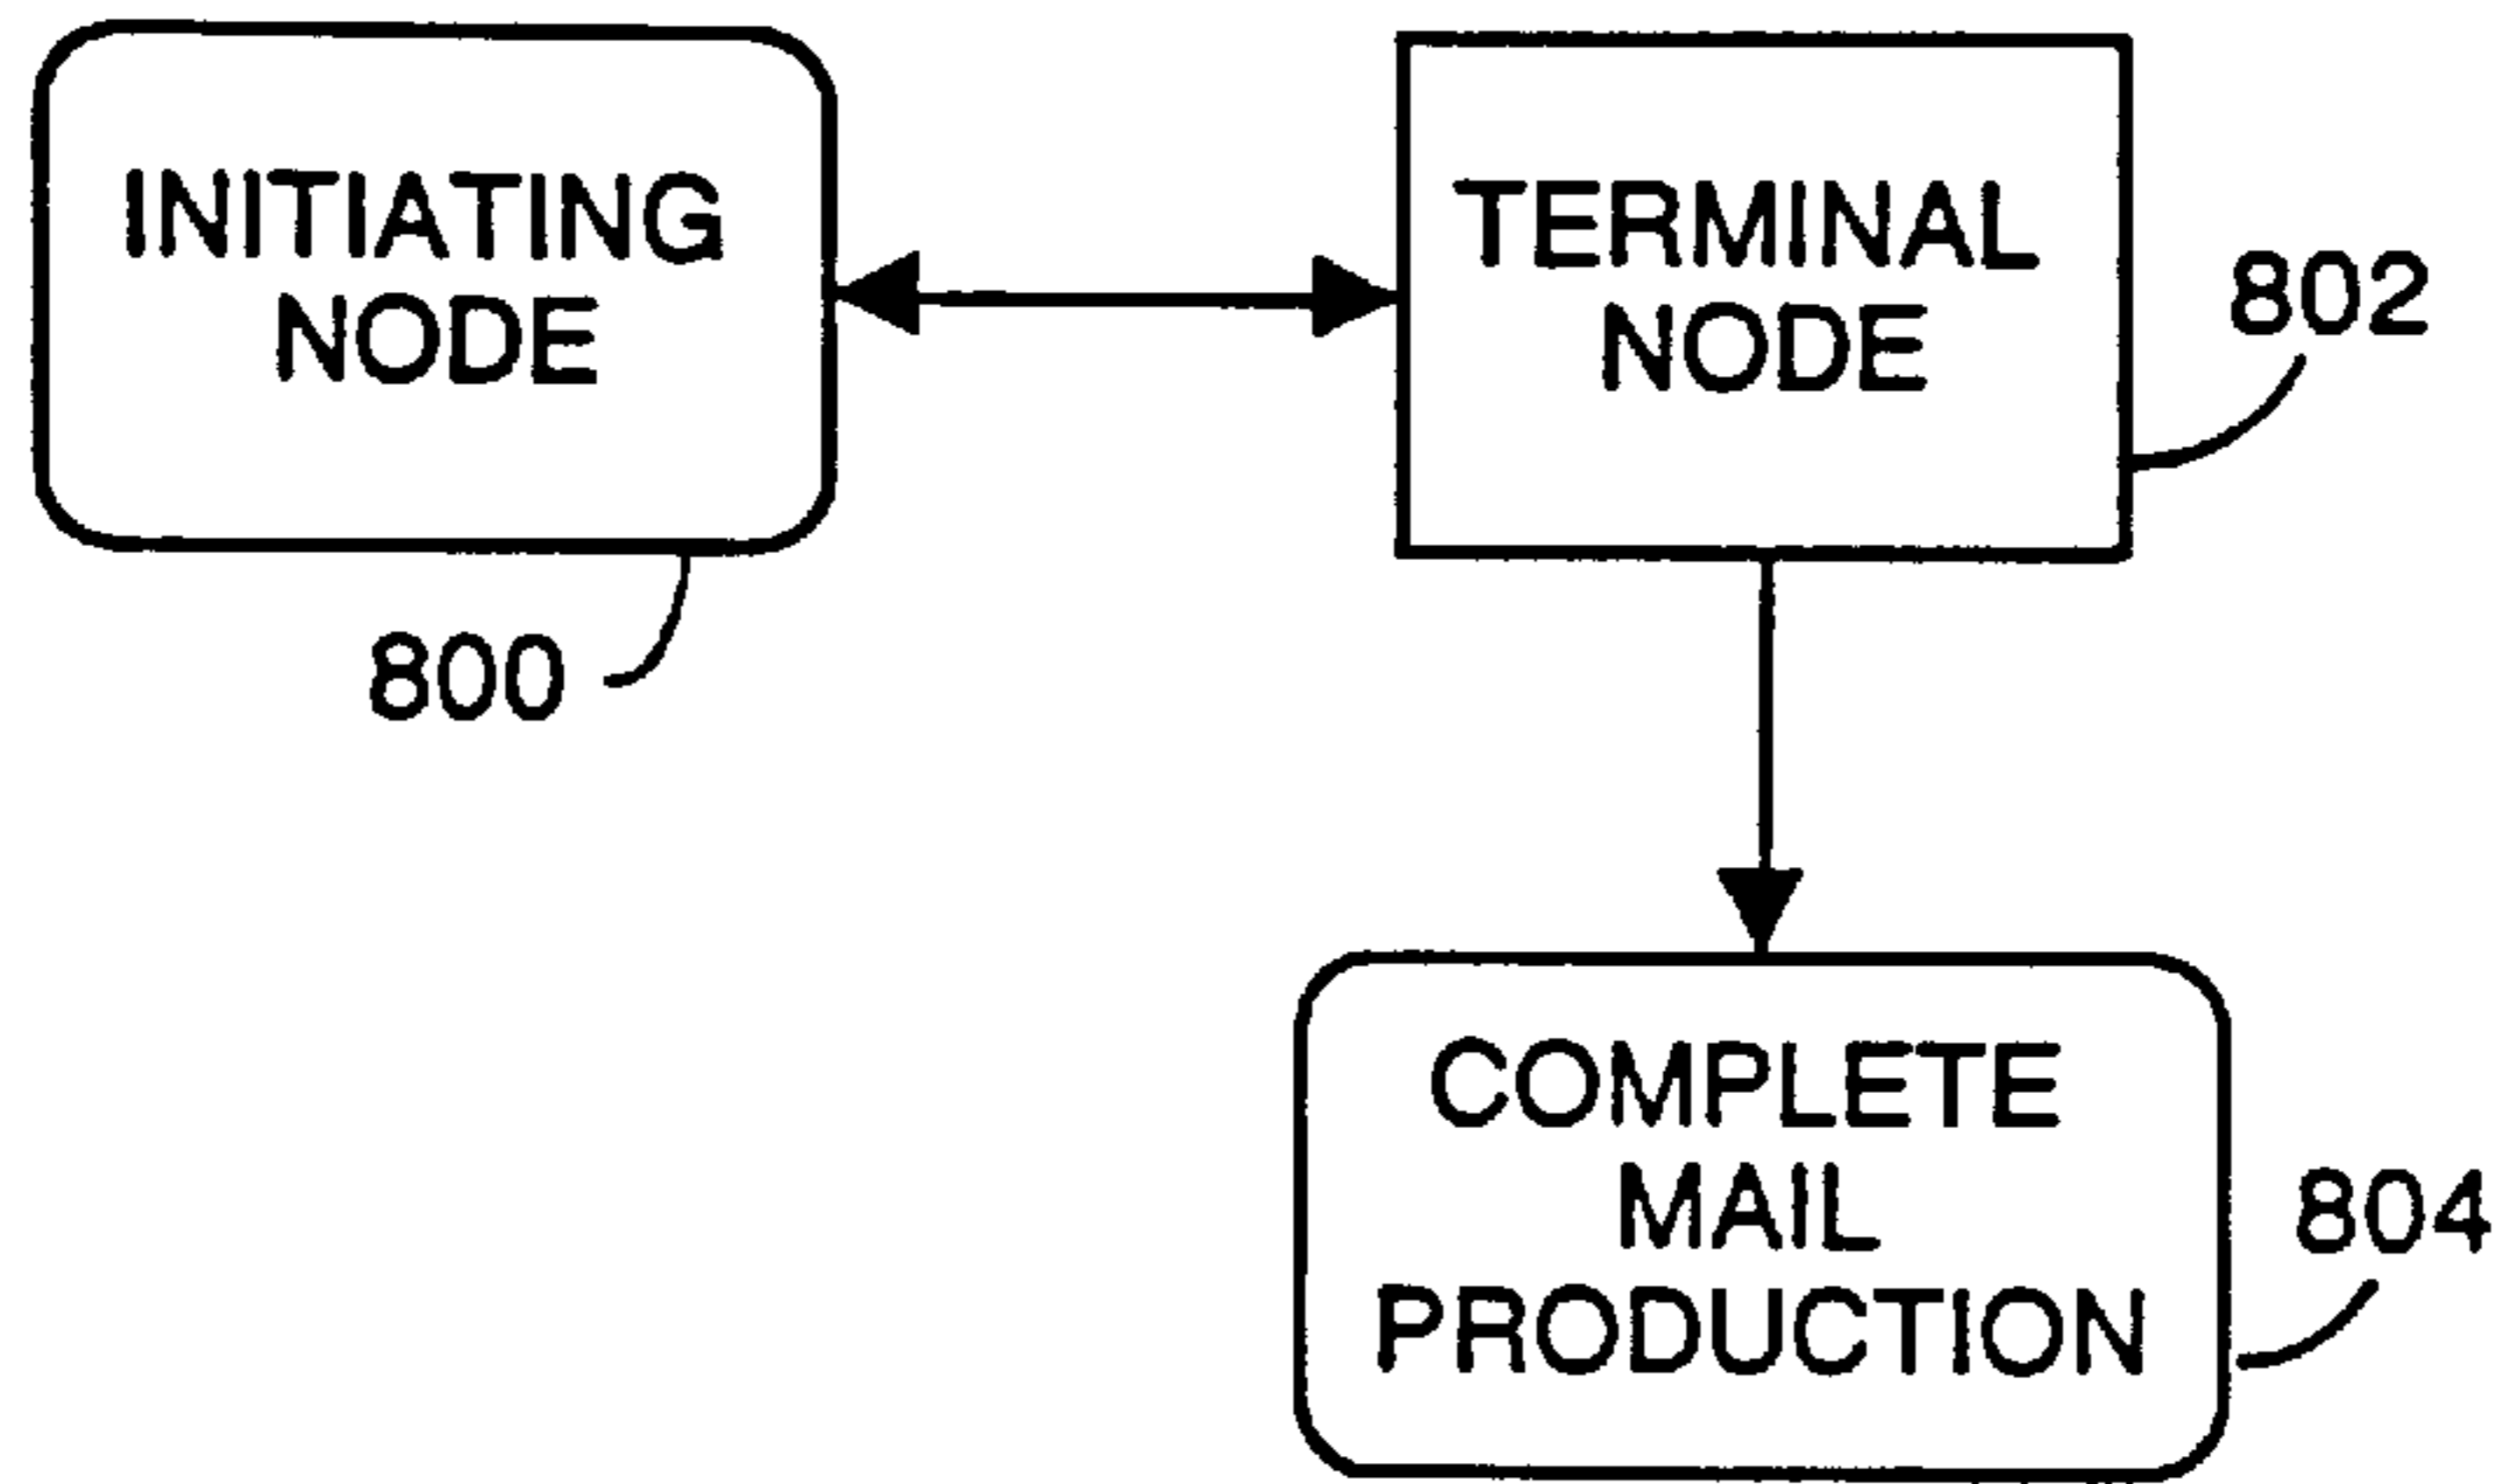 INITIATING
NODE
800
TERMINAL
NODE
802
COMPLETE
MAIL
PRODUCTION
804